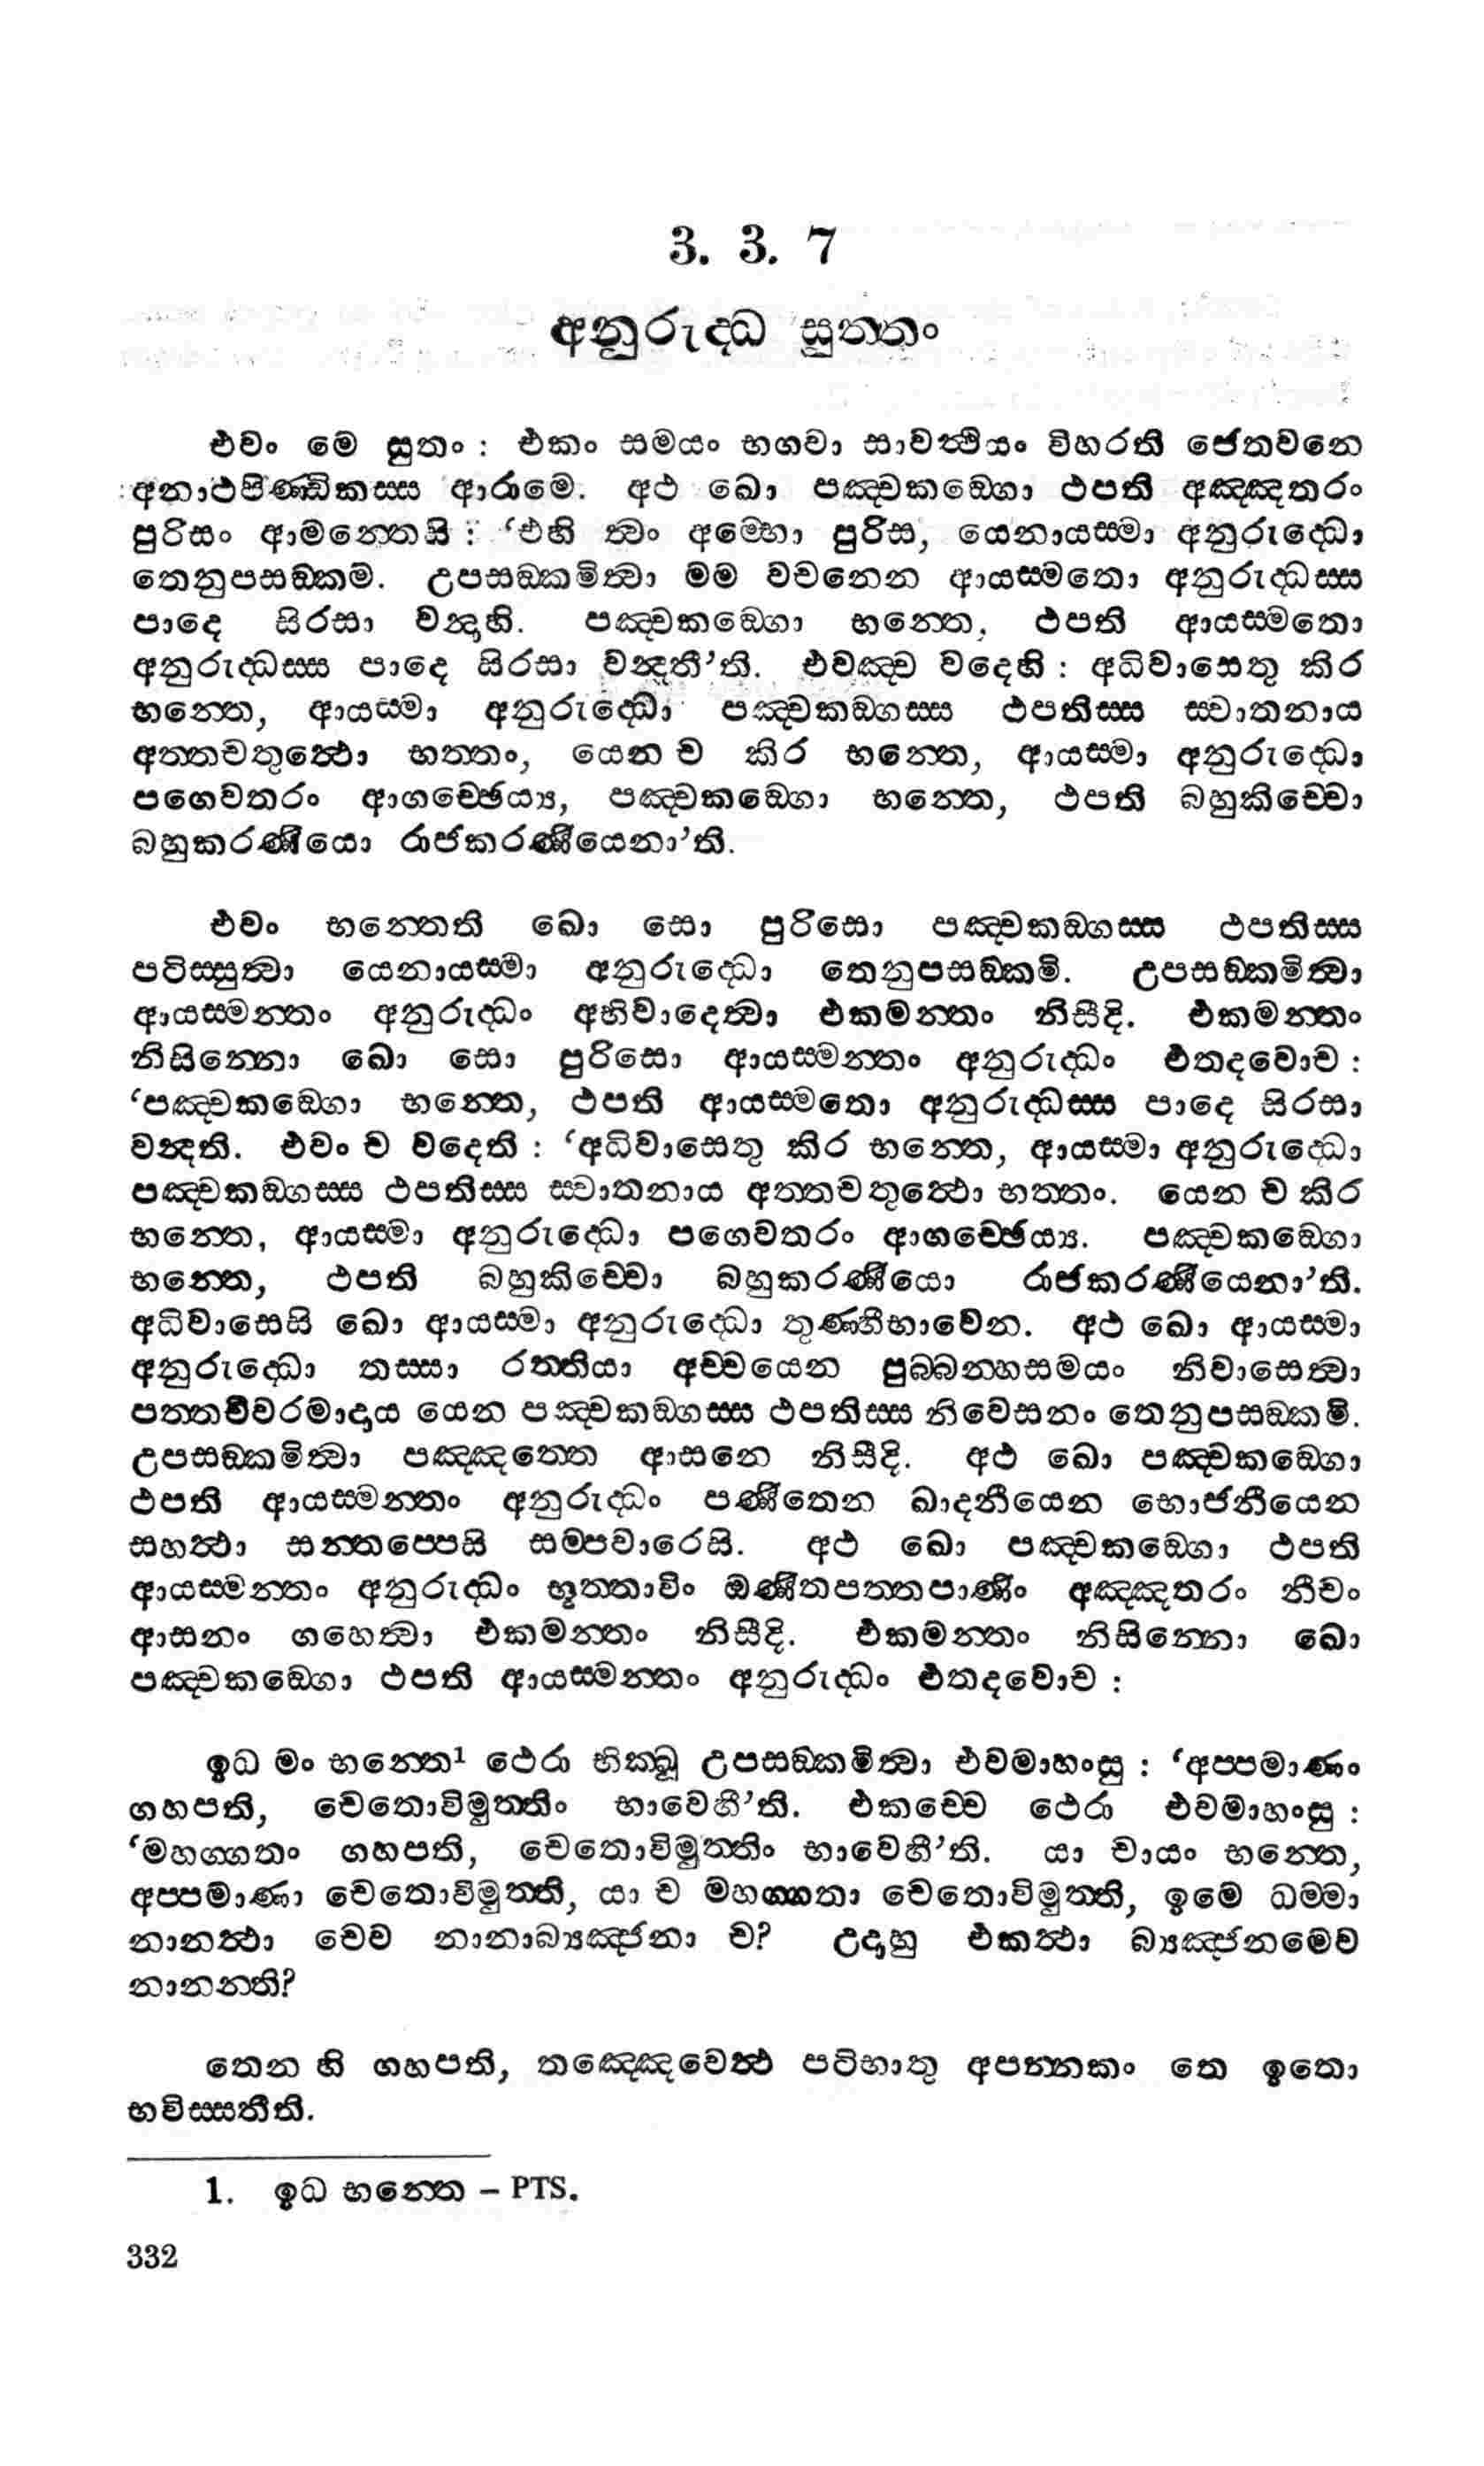 3. 3. 7
අනුරුද්ධ සුත්තං
එවං මෙ සුතං : එකං සමයං භගවා සාවත්ථියං විහරති ජෙතවනෙ
අනාථපිණ්ඩිකස්ස ආරාමෙ. අථ ඛො පඤ්චකඞ්ගො ථපති අඤ්ඤතරං
පුරිසං ආමන්තෙසි : ‘එහි ත්වං අම්භො පුරිස, යෙනායස්මා අනුරුද්ධො
තෙනුපසඞ්කම. උපසඞ්කමිත්වා මම වචනෙන ආයස්මතො අනුරුද්ධස්ස
පාදෙ සිරසා වන්දාහි. පඤ්චකඞ්ගො භන්තෙ, ථපති ආයස්මතො
අනුරුද්ධස්ස පාදෙ සිරසා වන්දතී’ති. එවඤ්ච වදෙහි : අධිවාසෙතු කිර
භන්තෙ, ආයස්මා අනුරුද්ධො පඤ්චකඞ්ගස්ස ථපතිස්ස ස්වාතනාය
අත්තචතුත්ථො භත්තං, යෙන ච කිර භන්තෙ, ආයස්මා අනුරුද්ධො
පගෙවතරං ආගච්ඡෙය්‍ය, පඤ්චකඞ්ගො භන්තෙ, ථපති බහුකිච්චො
බහුකරණීයො රාජකරණීයෙනා’ති.
එවං භන්තෙති ඛො සො පුරිසො පඤ්චකඞ්ගස්ස ථපතිස්ස
පටිස්සුත්වා යෙනායස්මා අනුරුද්ධො තෙනුපසඞ්කමි. උපසඞ්කමිත්වා
ආයස්මන්තං අනුරුද්ධං අභිවාදෙත්වා එකමන්තං නිසීදි. එකමන්තං
නිසින්නො ඛො සො පුරිසො ආයස්මන්තං අනුරුද්ධං එතදවොච :
‘පඤ්චකඞ්ගො භන්තෙ, ථපති ආයස්මතො අනුරුද්ධස්ස පාදෙ සිරසා
වන්දති. එවං ච වදෙති : ‘අධිවාසෙතු කිර භන්තෙ, ආයස්මා අනුරුද්ධො
පඤ්චකඞ්ගස්ස ථපතිස්ස ස්වාතනාය අත්තචතුත්ථො භත්තං. යෙන ච කිර
භන්තෙ, ආයස්මා අනුරුද්ධො පගෙවතරං ආගච්ඡෙය්‍ය. පඤ්චකඞ්ගො
භන්තෙ, ථපති බහුකිච්චො බහුකරණීයො රාජකරණීයෙනා’ති.
අධිවාසෙසි ඛො ආයස්මා අනුරුද්ධො තුණ්හීභාවෙන. අථ ඛො ආයස්මා
අනුරුද්ධො තස්සා රත්තියා අච්චයෙන පුබ්බන්හසමයං නිවාසෙත්වා
පත්තචීවරමාදාය යෙන පඤ්චකඞ්ගස්ස ථපතිස්ස නිවෙසනං තෙනුපසඞ්කමි.
උපසඞ්කමිත්වා පඤ්ඤත්තෙ ආසනෙ නිසීදි. අථ ඛො පඤ්චකඞ්ගො
ථපති ආයස්මන්තං අනුරුද්ධං පණීතෙන ඛාදනීයෙන භොජනීයෙන
සහත්ථා සන්තප්පෙසි සම්පවාරෙසි. අථ ඛො පඤ්චකඞ්ගො ථපති
ආයස්මන්තං අනුරුද්ධං භුත්තාවිං ඔණීතපත්තපාණිං අඤ්ඤතරං නීචං
ආසනං ගහෙත්වා එකමන්තං නිසීදි. එකමන්තං නිසින්නො ඛො
පඤ්චකඞ්ගො ථපති ආයස්මන්තං අනුරුද්ධං එතදවොච :
ඉධ මං භන්තෙ¹ ථෙරා භික්ඛූ උපසඞ්කමිත්වා එවමාහංසු : ‘අප්පමාණං
ගහපති, චෙතොවිමුත්තිං භාවෙහී’ති. එකච්චෙ ථෙරා එවමාහංසු :
‘මහග්ගතං ගහපති, චෙතොවිමුත්තිං භාවෙහී’ති. යා චායං භන්තෙ,
අප්පමාණා චෙතොවිමුත්ති, යා ච මහග්ගතා චෙතොවිමුත්ති, ඉමෙ ධම්මා
නානත්ථා චෙව නානාබ්‍යඤ්ජනා ච? උදාහු එකත්ථා බ්‍යඤ්ජනමෙව
නානන්ති?
තෙන හි ගහපති, තඤ්ඤෙවෙත්ථ පටිභාතු අපන්නකං තෙ ඉතො
භවිස්සතීති.
1. ඉධ භන්තෙ – PTS.
332